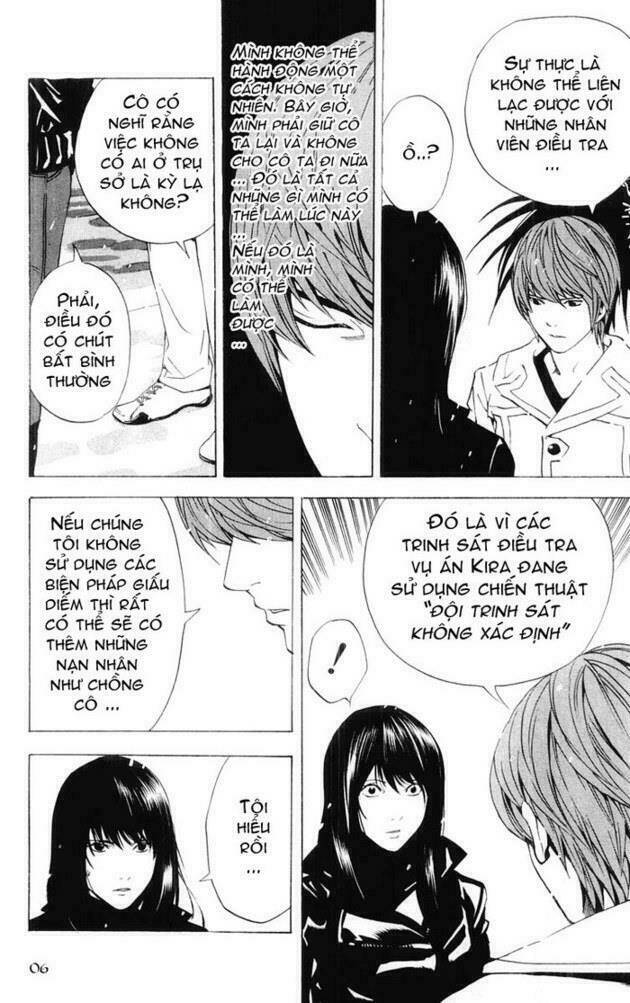 SỰ THỰC LÀ
KHÔNG THỂ LIÊN
LẠC ĐƯỢC VỚI
NHỮNG NHÂN
VIÊN ĐIỀU TRA
...
Ồ..?
MÌNH KHÔNG THỂ
HÀNH ĐỘNG MỘT
CÁCH KHÔNG TỰ
NHIÊN. BÂY GIỜ,
MÌNH PHẢI GIỮ CÔ
TA LẠI VÀ KHÔNG
CHO CÔ TA ĐI NỮA
... ĐÓ LÀ TẤT CẢ
NHỮNG GÌ MÌNH CÓ
THỂ LÀM LÚC NÀY
...
NẾU ĐÓ LÀ
MÌNH, MÌNH
CÓ THỂ
LÀM
ĐƯỢC
...
CÔ CÓ
NGHĨ RẰNG
VIỆC KHÔNG
CÓ AI Ở TRỤ
SỞ LÀ KỲ LẠ
KHÔNG?
PHẢI,
ĐIỀU ĐÓ
CÓ CHÚT
BẤT BÌNH
THƯỜNG
ĐÓ LÀ VÌ CÁC
TRINH SÁT ĐIỀU TRA
VỤ ÁN KIRA ĐANG
SỬ DỤNG CHIẾN THUẬT
"ĐỘI TRINH SÁT
KHÔNG XÁC ĐỊNH"
!
NẾU CHÚNG
TÔI KHÔNG
SỬ DỤNG CÁC
BIỆN PHÁP GIẤU
DIẾM THÌ RẤT
CÓ THỂ SẼ CÓ
THÊM NHỮNG
NẠN NHÂN
NHƯ CHỒNG
CÔ ...
TÔI
HIỂU
RỒI
...
06